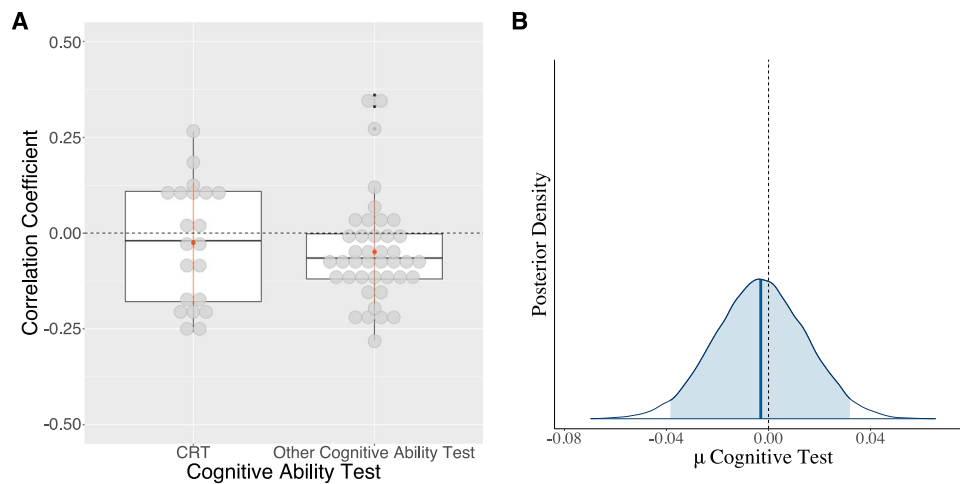 A
0.50
0.25
0.00
-0.25
-0.50
Correlation Coefficient
CRT
Other Cognitive Ability Test
Cognitive Ability Test
B
Posterior Density
-0.08
-0.04
0.00
0.04
μ Cognitive Test